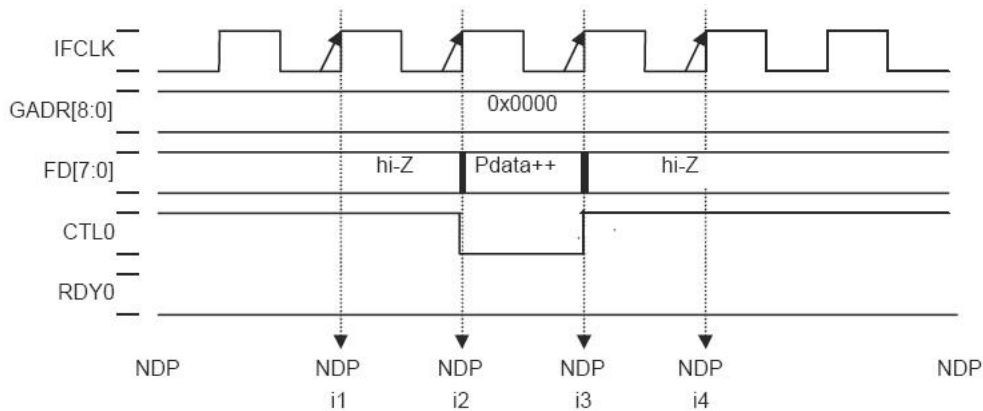 IFCLK
GADR[8:0]
0x0000
FD[7:0]
hi-Z
Pdata++
hi-Z
CTL0
RDY0
NDP NDP NDP NDP NDP NDP
i1 i2 i3 i4